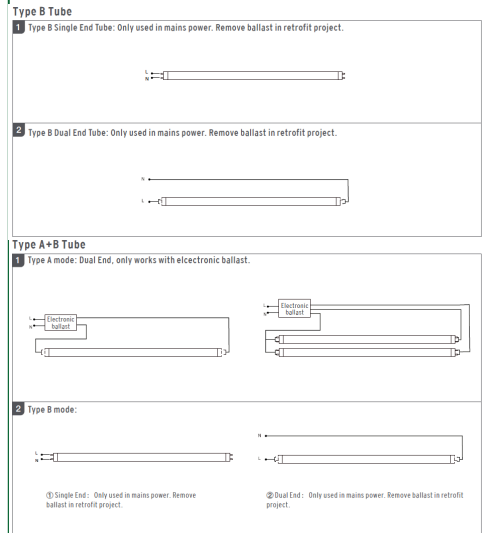 Type B Tube
1 Type B Single End Tube: Only used in mains power. Remove ballast in retrofit project.
L
N
2 Type B Dual End Tube: Only used in mains power. Remove ballast in retrofit project.
N
L
Type A+B Tube
1 Type A mode: Dual End, only works with elcectronic ballast.
L
N
Electronic
ballast
L
N
Electronic
ballast
2 Type B mode:
L
N
N
L
① Single End: Only used in mains power. Remove
ballast in retrofit project.
② Dual End: Only used in mains power. Remove ballast in retrofit
project.